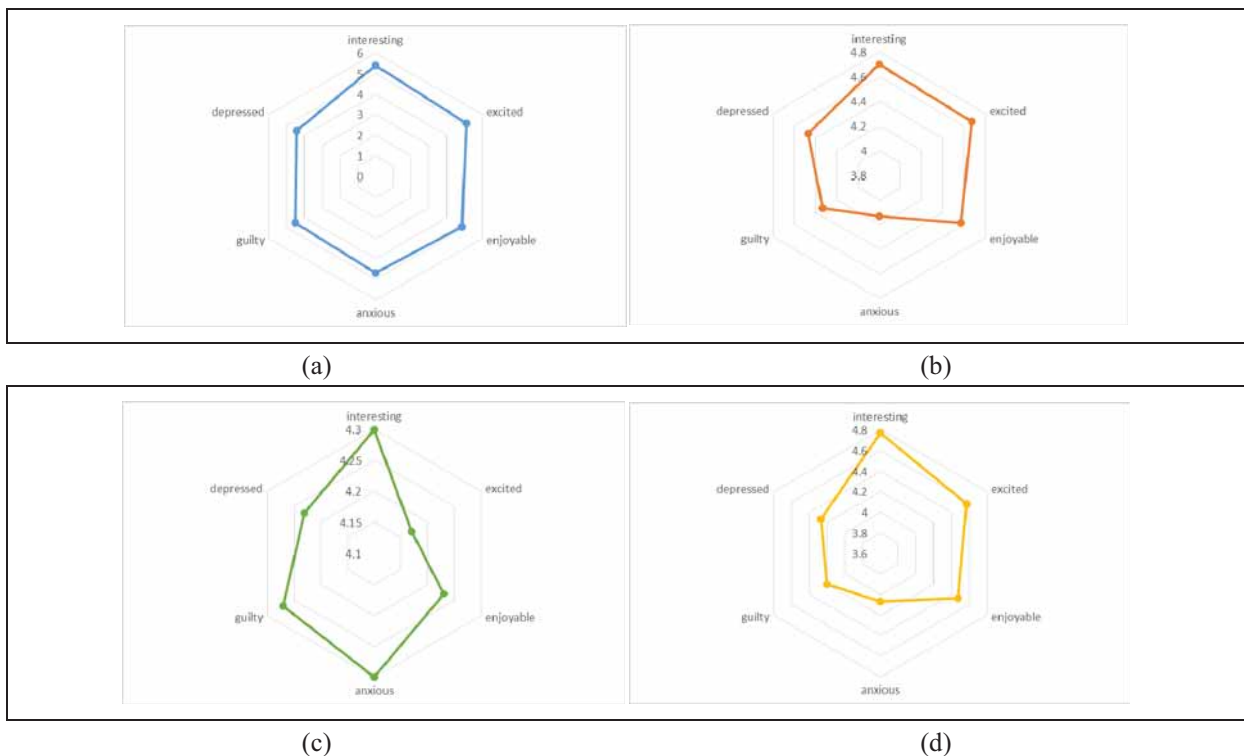 interesting
6
5
4
3
2
1
0
depressed
excited
guilty
enjoyable
anxious
(a)
interesting
4.8
4.6
4.4
4.2
4
3.8
depressed
excited
guilty
enjoyable
anxious
(b)
interesting
4.3
4.25
4.2
4.15
4.1
depressed
excited
guilty
enjoyable
anxious
(c)
interesting
4.8
4.6
4.4
4.2
4
3.8
3.6
depressed
excited
guilty
enjoyable
anxious
(d)